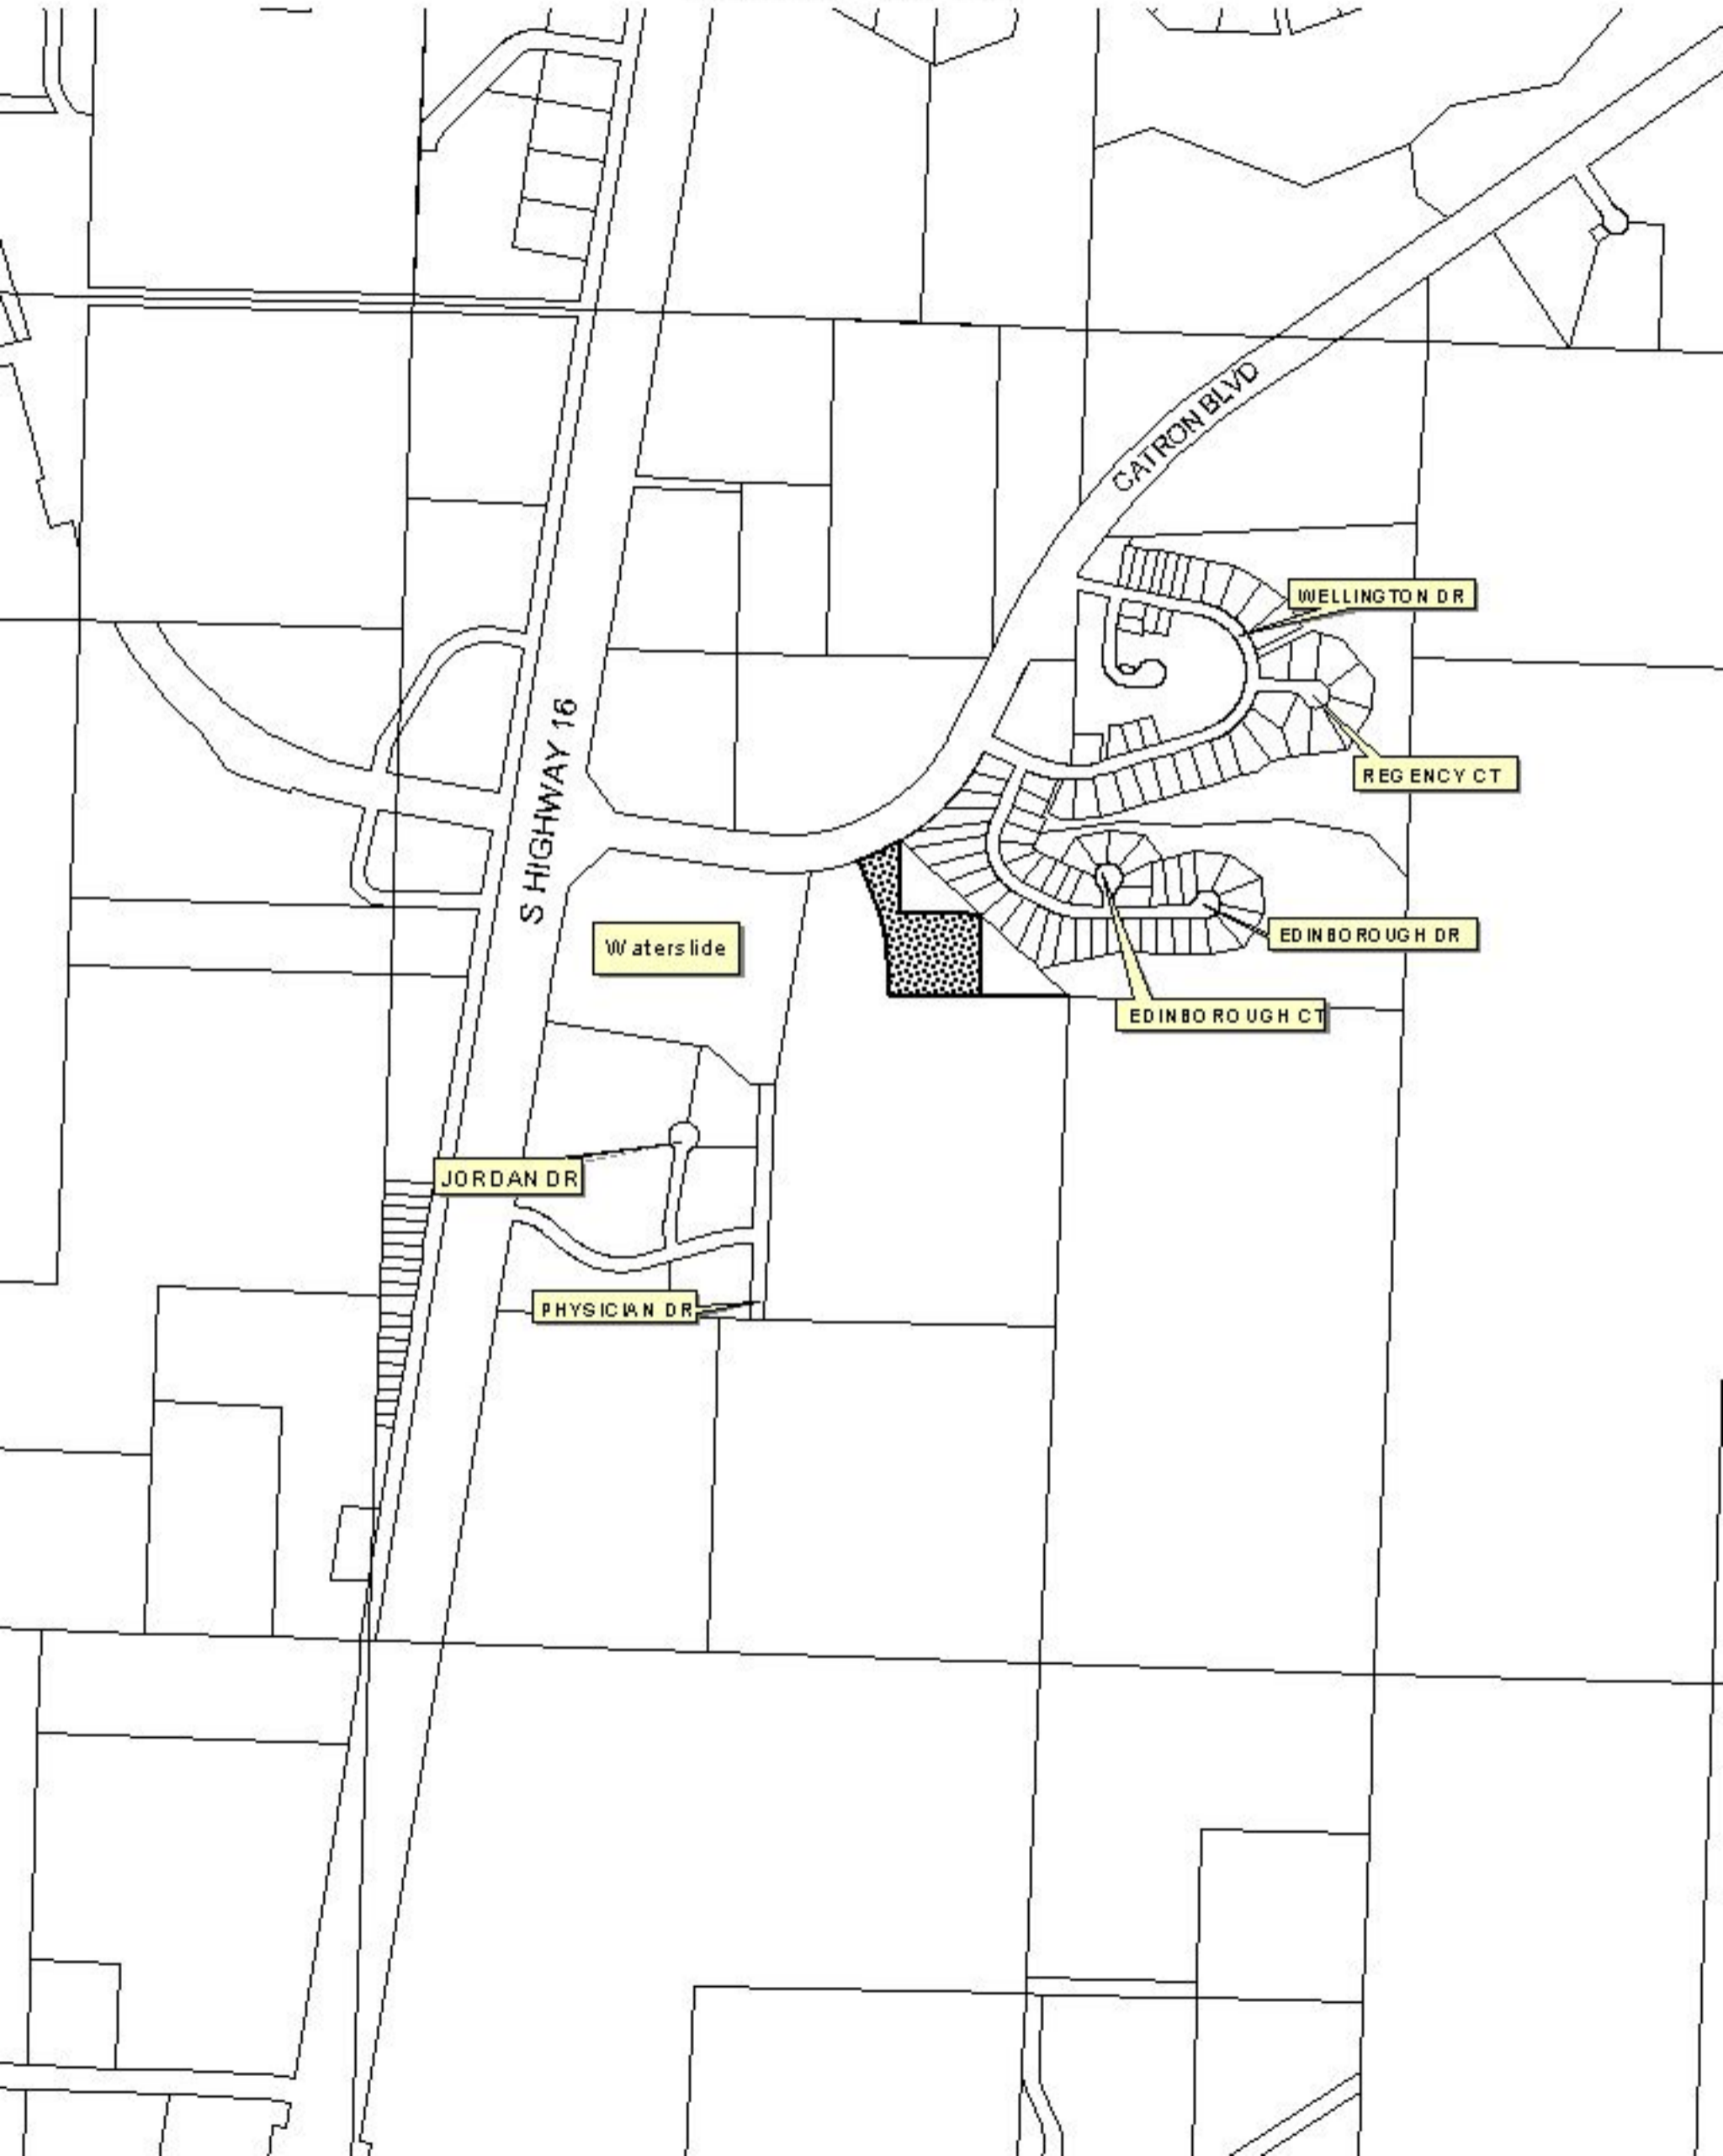 CATRON BLVD
WELLINGTON DR
REGENCY CT
S HIGHWAY 16
Waterslide
EDINBOROUGH DR
EDINBOROUGH CT
JORDAN DR
PHYSICIAN DR